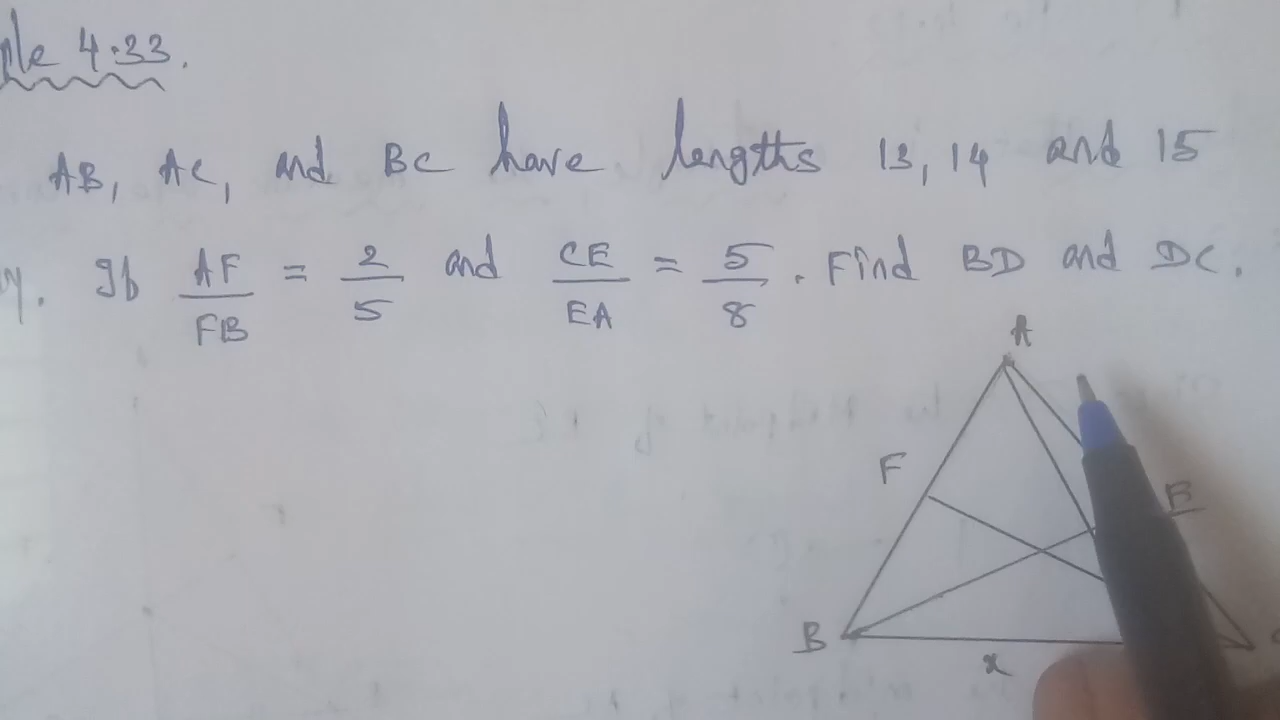 ple 4.33.
AB, AC, and BC have lengths 13, 14 and 15
y. If AF/FB = 2/5 and CE/EA = 5/8. Find BD and DC.
A
F
E
B
C
x